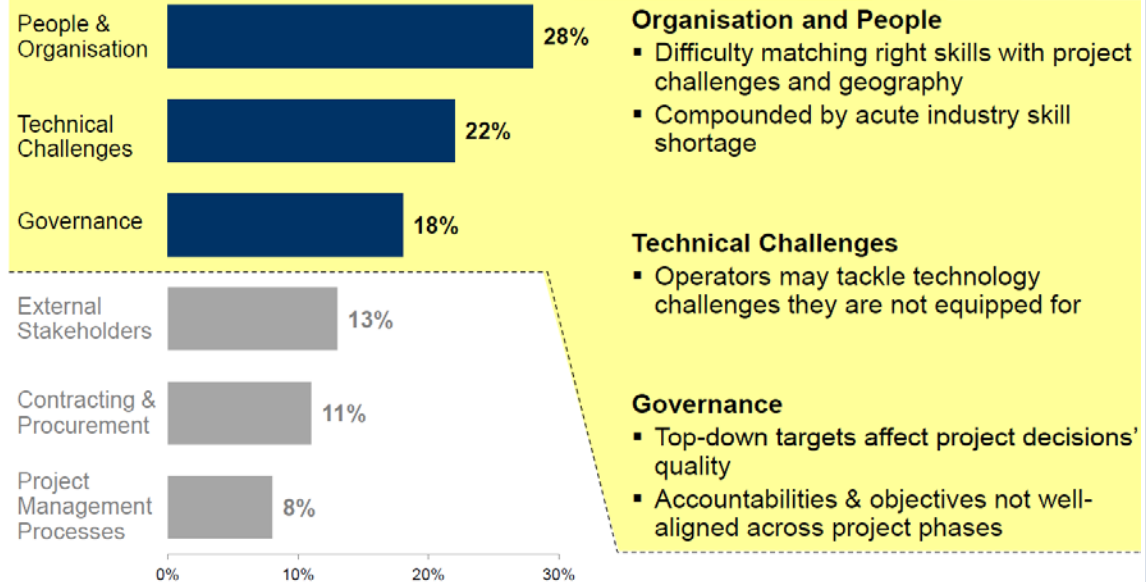 People &
Organisation
28%
Technical
Challenges
22%
Governance
18%
External
Stakeholders
13%
Contracting &
Procurement
11%
Project
Management
Processes
8%
0%
10%
20%
30%
Organisation and People
▪ Difficulty matching right skills with project
challenges and geography
▪ Compounded by acute industry skill
shortage
Technical Challenges
▪ Operators may tackle technology
challenges they are not equipped for
Governance
▪ Top-down targets affect project decisions’
quality
▪ Accountabilities & objectives not well-
aligned across project phases